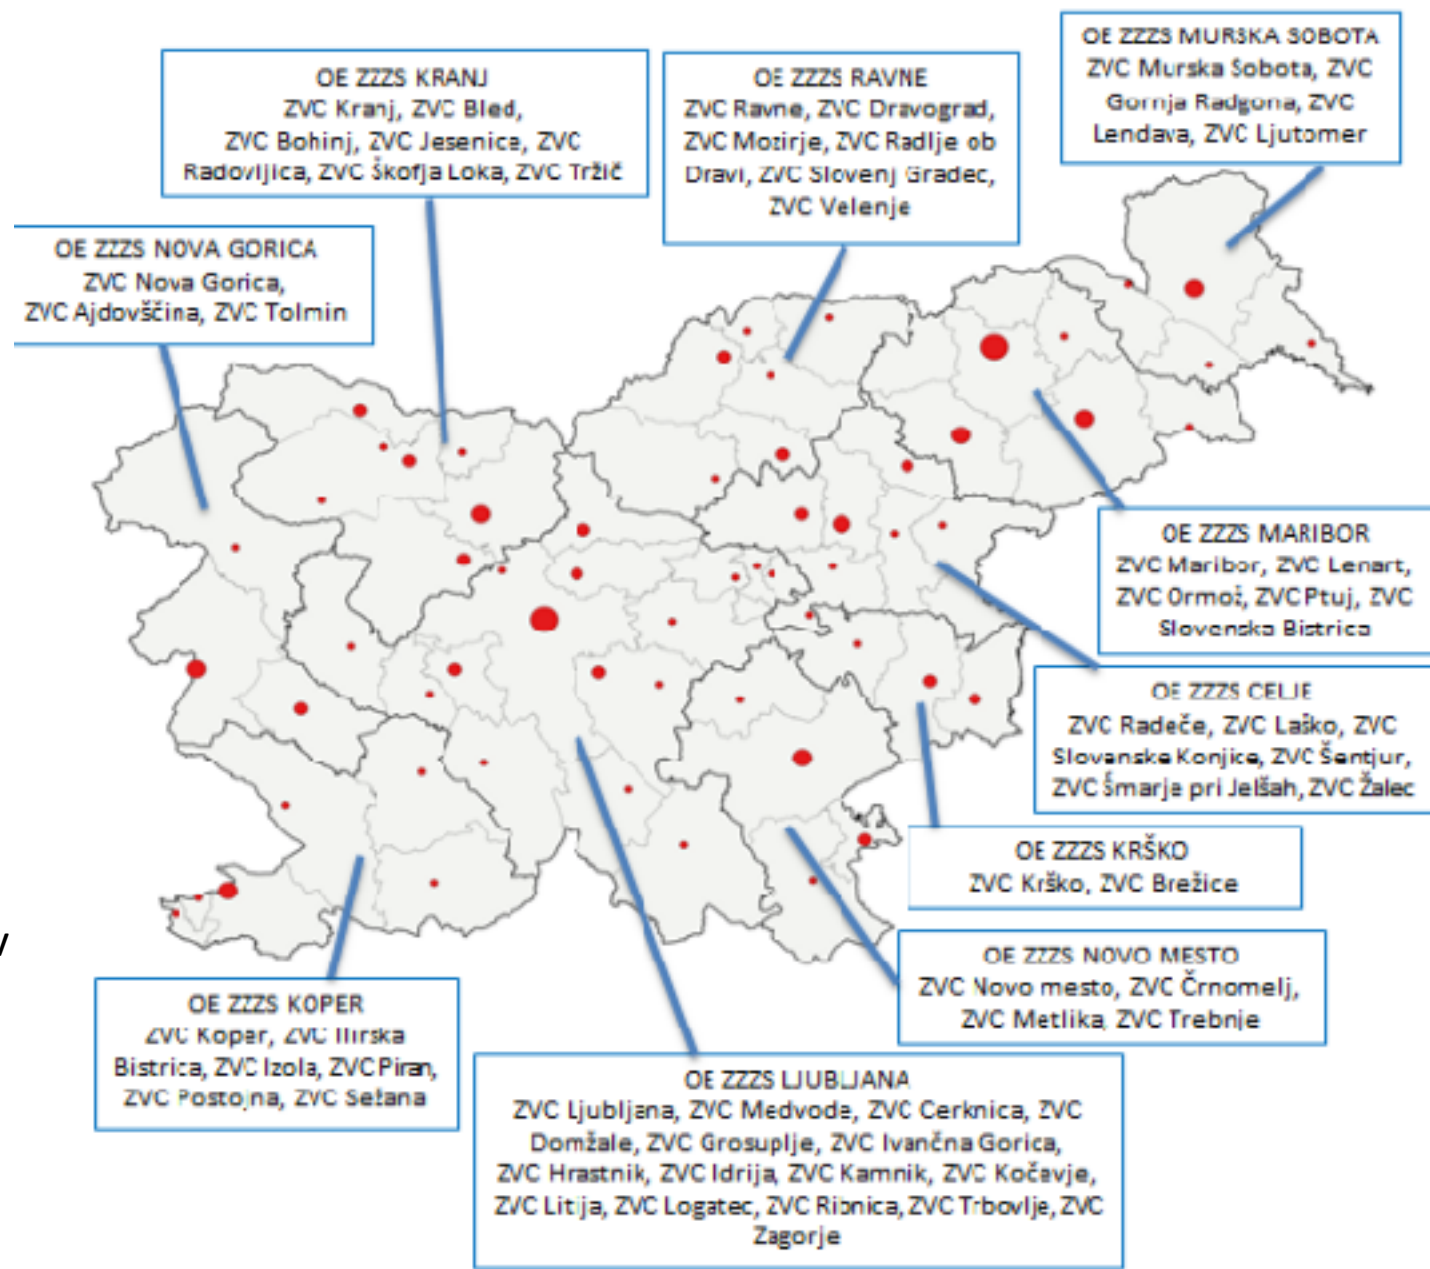 OE ZZZS MURSKA SOBOTA
ZVC Murska Sobota, ZVC
Gornja Radgona, ZVC
Lendava, ZVC Ljutomer
OE ZZZS KRANJ
ZVC Kranj, ZVC Bled,
ZVC Bohinj, ZVC Jesenice, ZVC
Radovljica, ZVC Škofja Loka, ZVC Tržič
OE ZZZS RAVNE
ZVC Ravne, ZVC Dravograd,
ZVC Mozirje, ZVC Radlje ob
Dravi, ZVC Slovenj Gradec,
ZVC Velenje
OE ZZZS NOVA GORICA
ZVC Nova Gorica,
ZVC Ajdovščina, ZVC Tolmin
OE ZZZS MARIBOR
ZVC Maribor, ZVC Lenart,
ZVC Ormož, ZVC Ptuj, ZVC
Slovenska Bistrica
OE ZZZS CELJE
ZVC Radeče, ZVC Laško, ZVC
Slovenske Konjice, ZVC Šentjur,
ZVC Šmarje pri Jelšah, ZVC Žalec
OE ZZZS KRŠKO
ZVC Krško, ZVC Brežice
OE ZZZS NOVO MESTO
ZVC Novo mesto, ZVC Črnomelj,
ZVC Metlika, ZVC Trebnje
OE ZZZS KOPER
ZVC Koper, ZVC Ilirska
Bistrica, ZVC Izola, ZVC Piran,
ZVC Postojna, ZVC Sežana
OE ZZZS LJUBLJANA
ZVC Ljubljana, ZVC Medvode, ZVC Cerknica, ZVC
Domžale, ZVC Grosuplje, ZVC Ivančna Gorica,
ZVC Hrastnik, ZVC Idrija, ZVC Kamnik, ZVC Kočevje,
ZVC Litija, ZVC Logatec, ZVC Ribnica, ZVC Trbovlje, ZVC
Zagorje